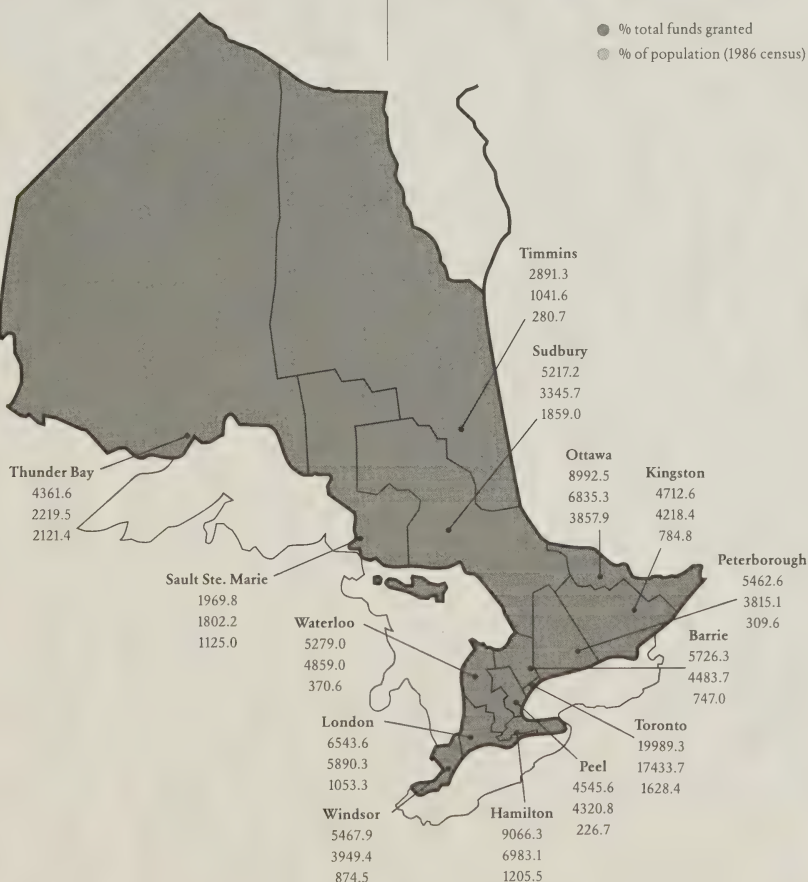 % total funds granted
% of population (1986 census)
Timmins
2891.3
1041.6
280.7
Sudbury
5217.2
3345.7
1859.0
Ottawa
8992.5
6835.3
3857.9
Kingston
4712.6
4218.4
784.8
Thunder Bay
4361.6
2219.5
2121.4
Peterborough
5462.6
3815.1
309.6
Sault Ste. Marie
1969.8
1802.2
1125.0
Waterloo
5279.0
4859.0
370.6
Barrie
5726.3
4483.7
747.0
London
6543.6
5890.3
1053.3
Toronto
19989.3
17433.7
1628.4
Peel
4545.6
4320.8
226.7
Windsor
5467.9
3949.4
874.5
Hamilton
9066.3
6983.1
1205.5